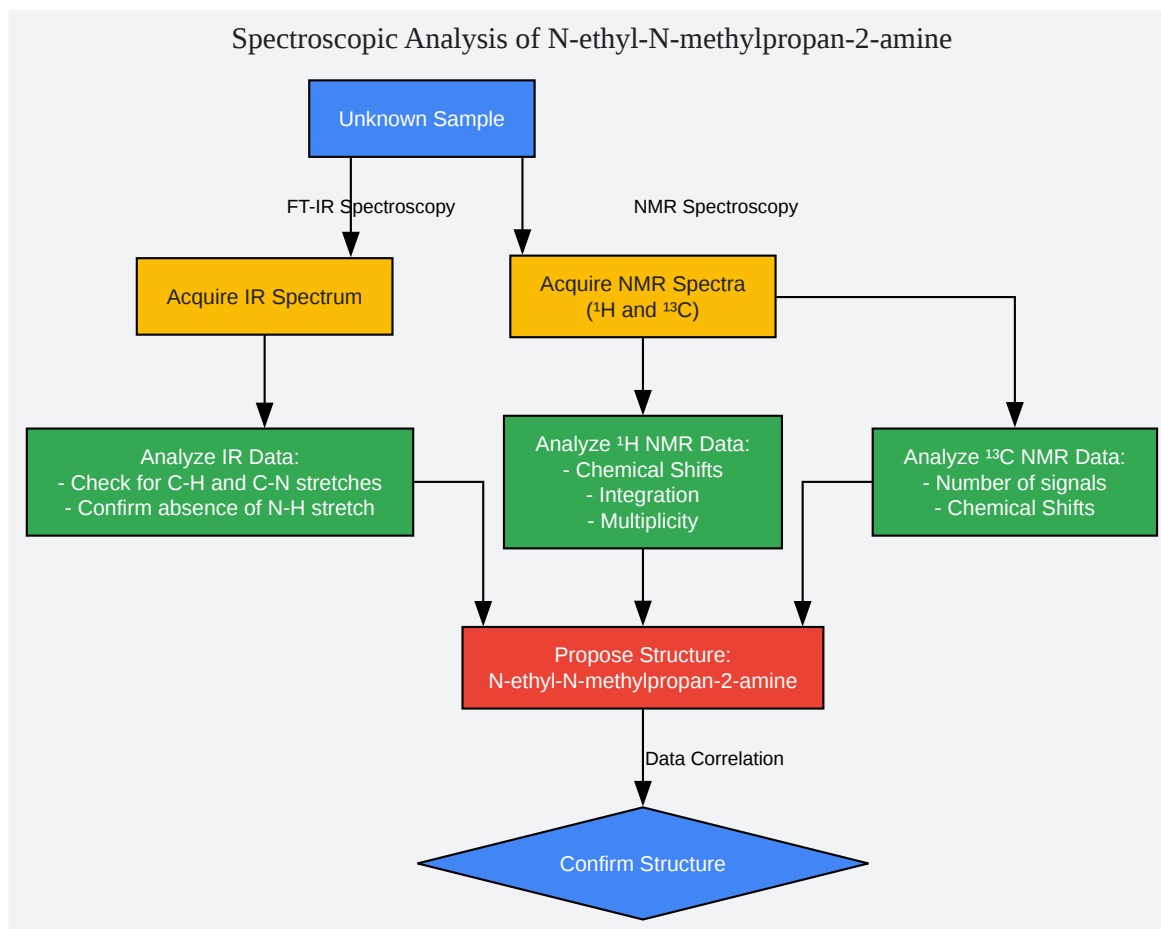 Spectroscopic Analysis of N-ethyl-N-methylpropan-2-amine
Unknown Sample
FT-IR Spectroscopy
NMR Spectroscopy
Acquire IR Spectrum
Acquire NMR Spectra
(¹H and ¹³C)
Analyze IR Data:
- Check for C-H and C-N stretches
- Confirm absence of N-H stretch
Analyze ¹H NMR Data:
- Chemical Shifts
- Integration
- Multiplicity
Analyze ¹³C NMR Data:
- Number of signals
- Chemical Shifts
Propose Structure:
N-ethyl-N-methylpropan-2-amine
Data Correlation
Confirm Structure